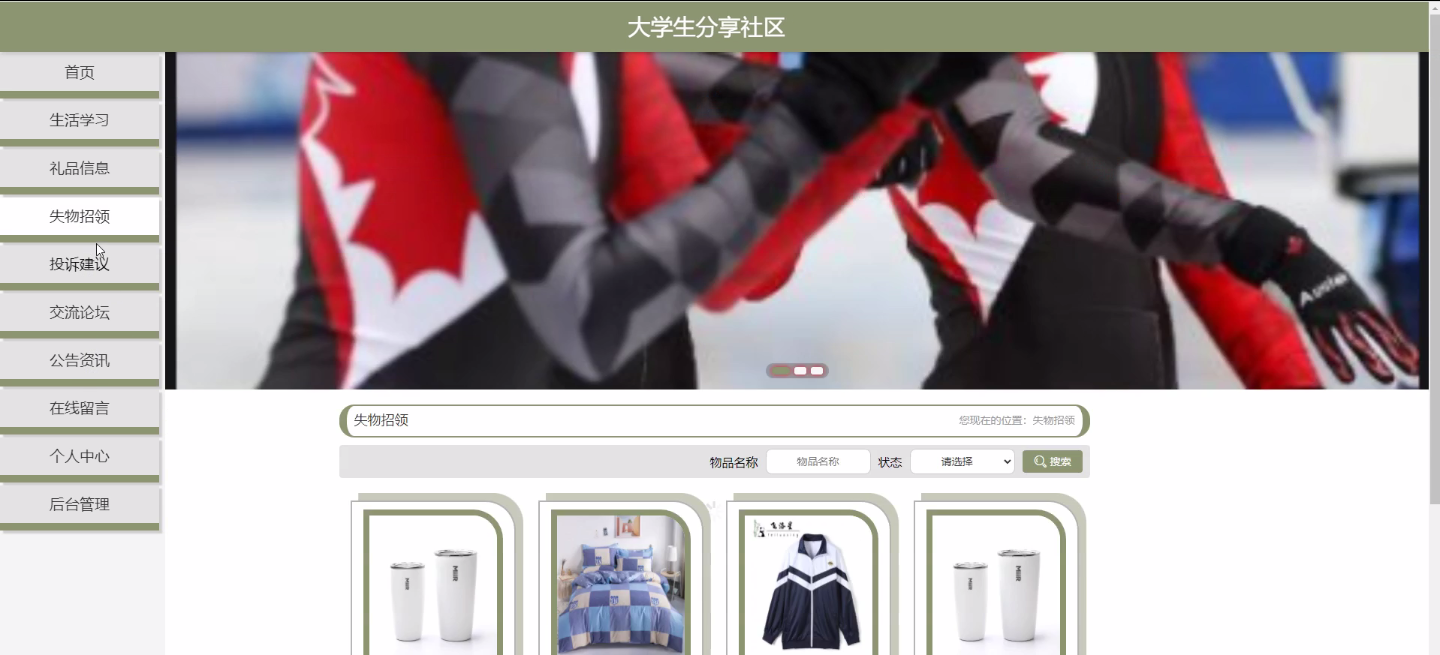 大学生分享社区
首页
生活学习
礼品信息
失物招领
投诉建议
交流论坛
公告资讯
在线留言
个人中心
后台管理
失物招领
您现在的位置：失物招领
物品名称 物品名称 状态 请选择 搜索